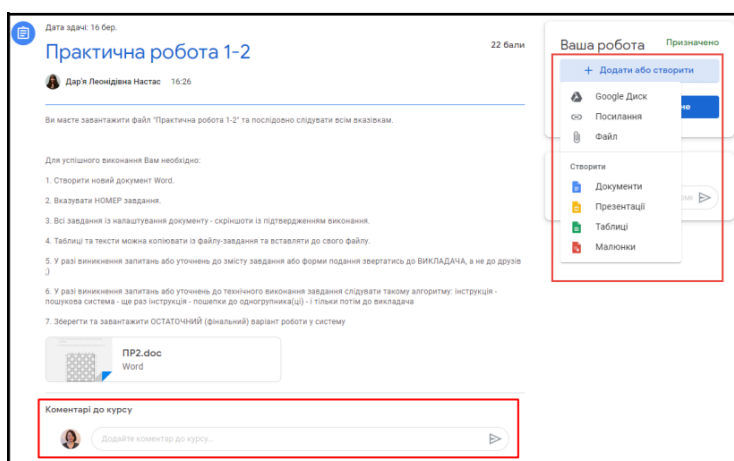 Дата здачі: 16 бер.
Практична робота 1-2
22 бали
Дар'я Леонідівна Настас 16:26
Ви маєте завантажити файл "Практична робота 1-2" та послідовно слідувати всім вказівкам.
Для успішного виконання Вам необхідно:
1. Створити новий документ Word.
2. Вказувати НОМЕР завдання.
3. Всі завдання із налаштування документу - скріншоти із підтвердженням виконання.
4. Таблиці та тексти можна копіювати із файлу-завдання та вставляти до свого файлу.
5. У разі виникнення запитань або уточнень до змісту завдання або форми подання звертатись до ВИКЛАДАЧА, а не до друзів
;)
6. У разі виникнення запитань або уточнень до технічного виконання завдання слідувати такому алгоритму: інструкція -
пошукова система - ще раз інструкція - пошепки до одногрупника(ці) - і тільки потім до викладача
7. Зберегти та завантажити ОСТАТОЧНИЙ (фінальний) варіант роботи у систему
ПР2.doc
Word
Коментарі до курсу
Додайте коментар до курсу...
Ваша робота
Призначено
+ Додати або створити
Google Диск
Посилання
Файл
Створити
Документи
Презентації
Таблиці
Малюнки